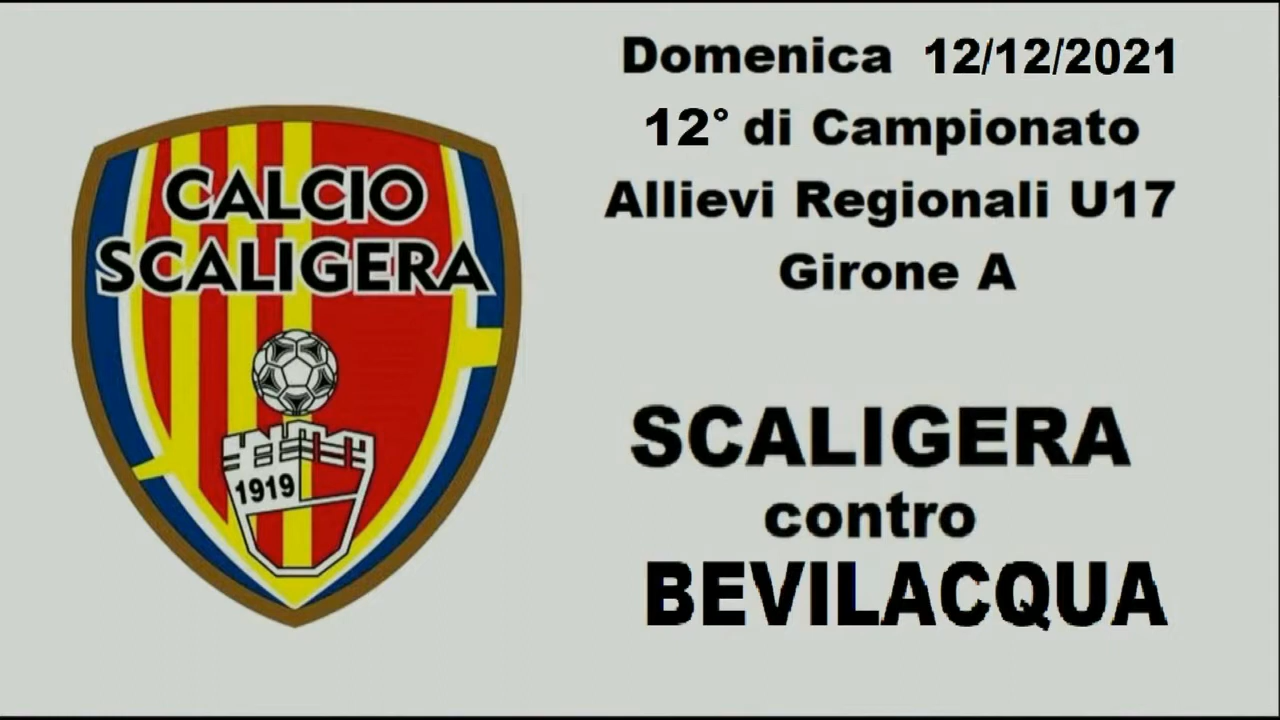 CALCIO
SCALIGERA
1919
Domenica 12/12/2021
12° di Campionato
Allievi Regionali U17
Girone A
SCALIGERA
contro
BEVILACQUA